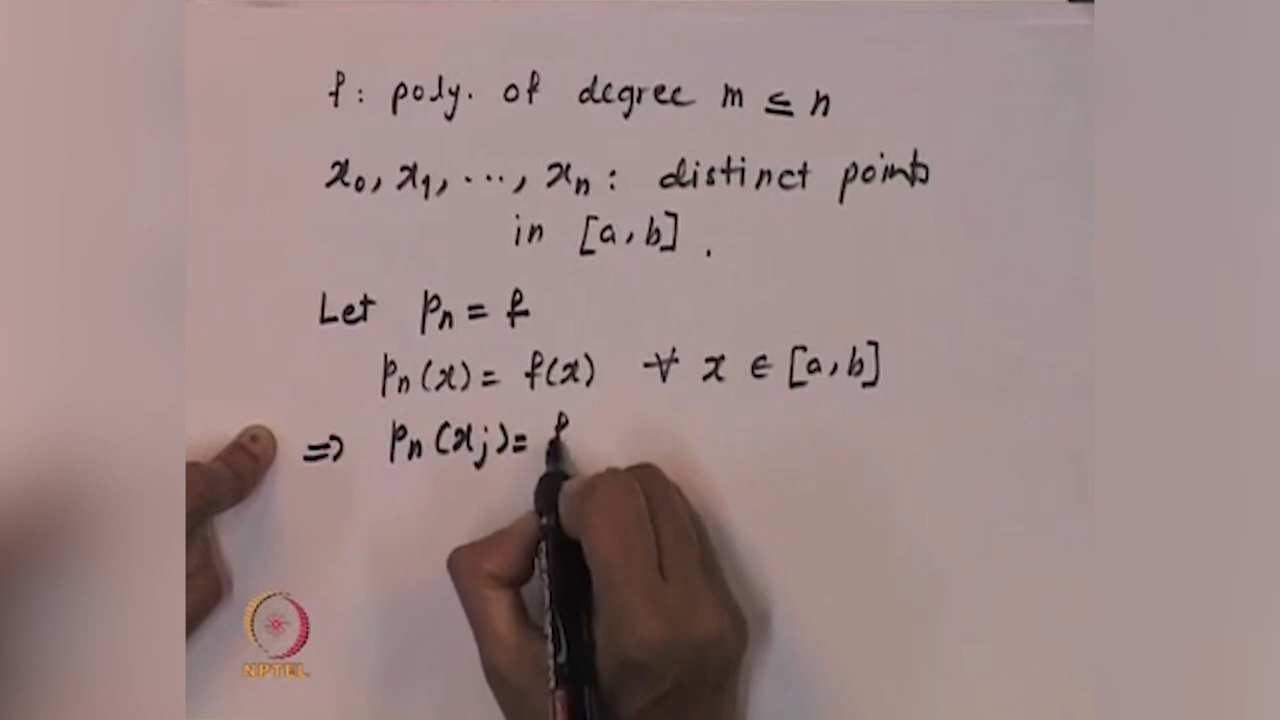 f: poly. of degree m ≤ n
x₀, x₁, ..., xₙ: distinct points
in [a, b].
Let pₙ = f
pₙ(x) = f(x) ∀ x ∈ [a, b]
⇒ pₙ(xⱼ) = f
NPTEL